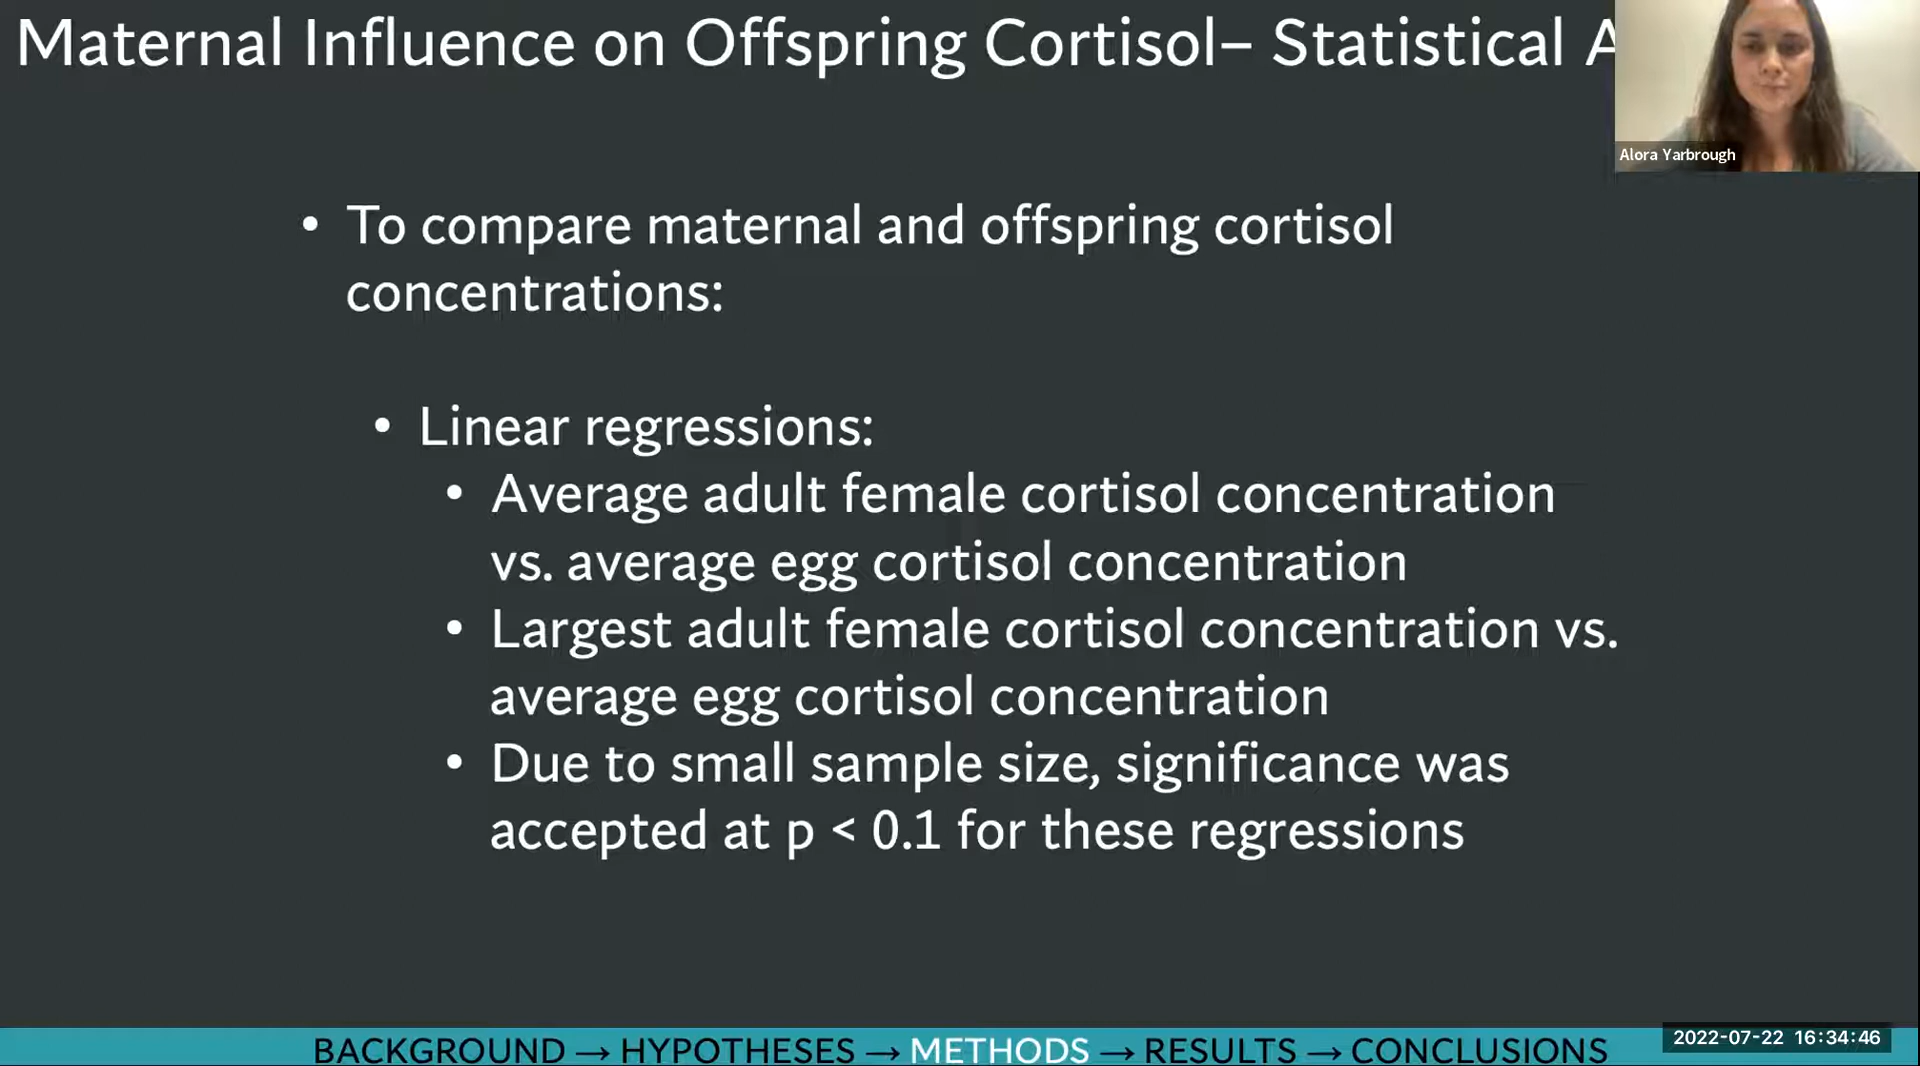 Maternal Influence on Offspring Cortisol– Statistical A
Alora Yarbrough
• To compare maternal and offspring cortisol
concentrations:
• Linear regressions:
• Average adult female cortisol concentration
vs. average egg cortisol concentration
• Largest adult female cortisol concentration vs.
average egg cortisol concentration
• Due to small sample size, significance was
accepted at p < 0.1 for these regressions
BACKGROUND → HYPOTHESES → METHODS → RESULTS → CONCLUSIONS
2022-07-22 16:34:46